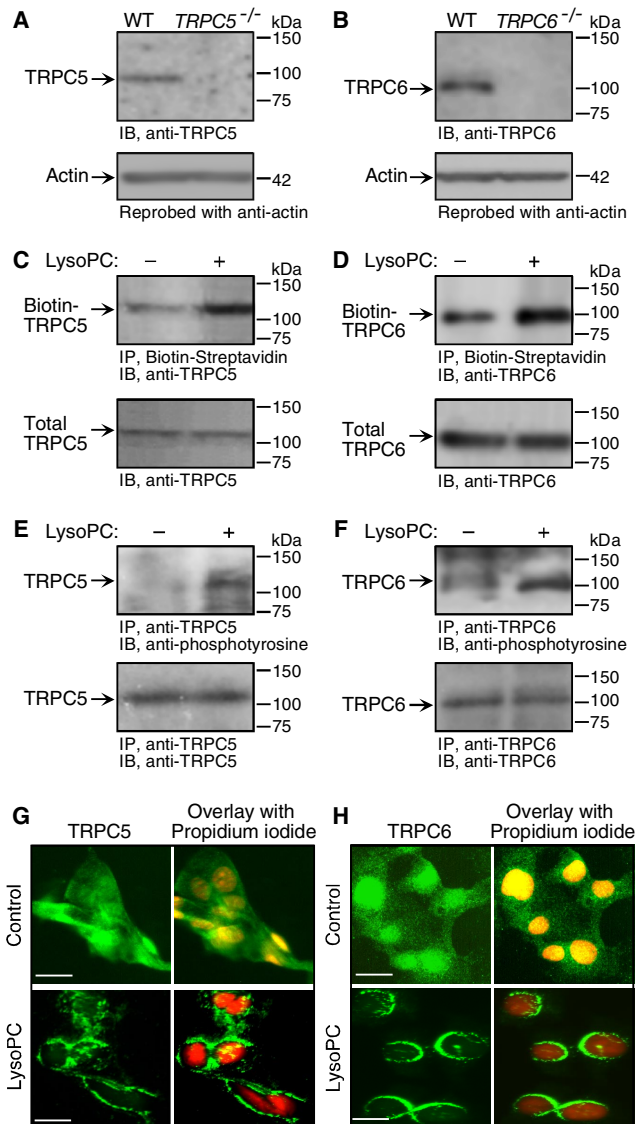 A
WT TRPC5 -/- kDa
TRPC5
150
100
75
IB, anti-TRPC5
Actin
42
Reprobed with anti-actin
B
WT TRPC6 -/- kDa
TRPC6
150
100
75
IB, anti-TRPC6
Actin
42
Reprobed with anti-actin
C
LysoPC: − +
kDa
Biotin-
TRPC5
150
100
75
IP, Biotin-Streptavidin
IB, anti-TRPC5
Total
TRPC5
150
100
75
IB, anti-TRPC5
D
LysoPC: − +
kDa
Biotin-
TRPC6
150
100
75
IP, Biotin-Streptavidin
IB, anti-TRPC6
Total
TRPC6
150
100
75
IB, anti-TRPC6
E
LysoPC: − +
kDa
TRPC5
150
100
75
IP, anti-TRPC5
IB, anti-phosphotyrosine
TRPC5
150
100
75
IP, anti-TRPC5
IB, anti-TRPC5
F
LysoPC: − +
kDa
TRPC6
150
100
75
IP, anti-TRPC6
IB, anti-phosphotyrosine
TRPC6
150
100
75
IP, anti-TRPC6
IB, anti-TRPC6
G
TRPC5
Overlay with
Propidium iodide
Control
LysoPC
H
TRPC6
Overlay with
Propidium iodide
Control
LysoPC